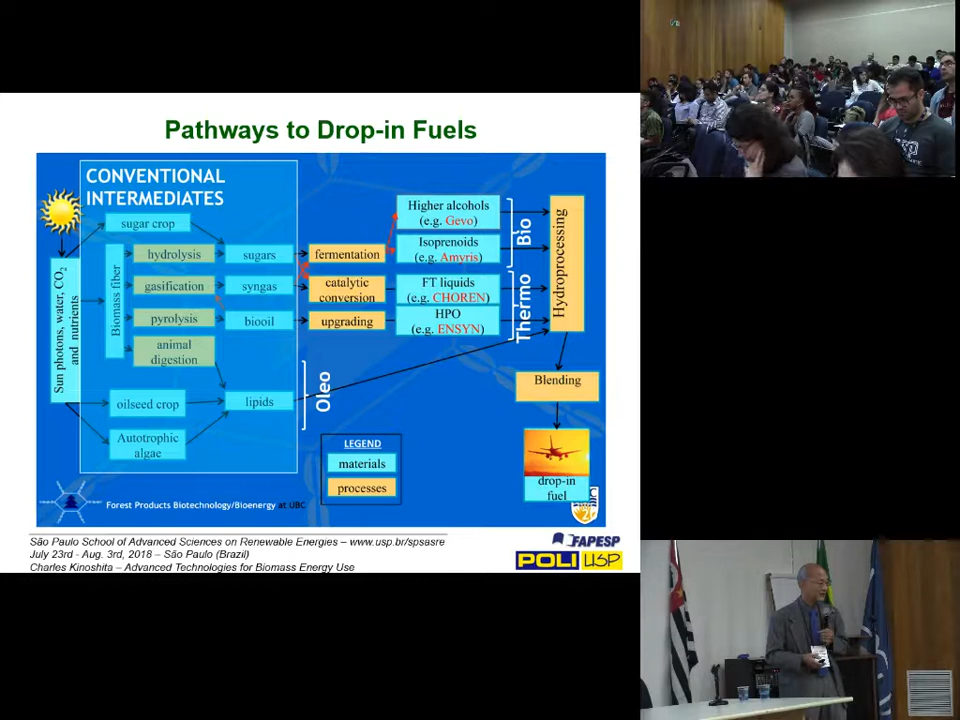 Pathways to Drop-in Fuels
CONVENTIONAL
INTERMEDIATES
sugar crop
Sun photons, water, CO2
and nutrients
Biomass fiber
hydrolysis
gasification
pyrolysis
animal
digestion
oilseed crop
Autotrophic
algae
sugars
syngas
biooil
lipids
fermentation
catalytic
conversion
upgrading
Higher alcohols
(e.g. Gevo)
Isoprenoids
(e.g. Amyris)
FT liquids
(e.g. CHOREN)
HPO
(e.g. ENSYN)
Bio
Thermo
Oleo
Hydroprocessing
Blending
drop-in
fuel
LEGEND
materials
processes
Forest Products Biotechnology/Bioenergy at UBC
São Paulo School of Advanced Sciences on Renewable Energies – www.usp.br/spsasre
July 23rd - Aug. 3rd, 2018 – São Paulo (Brazil)
Charles Kinoshita – Advanced Technologies for Biomass Energy Use
FAPESP
POLI USP